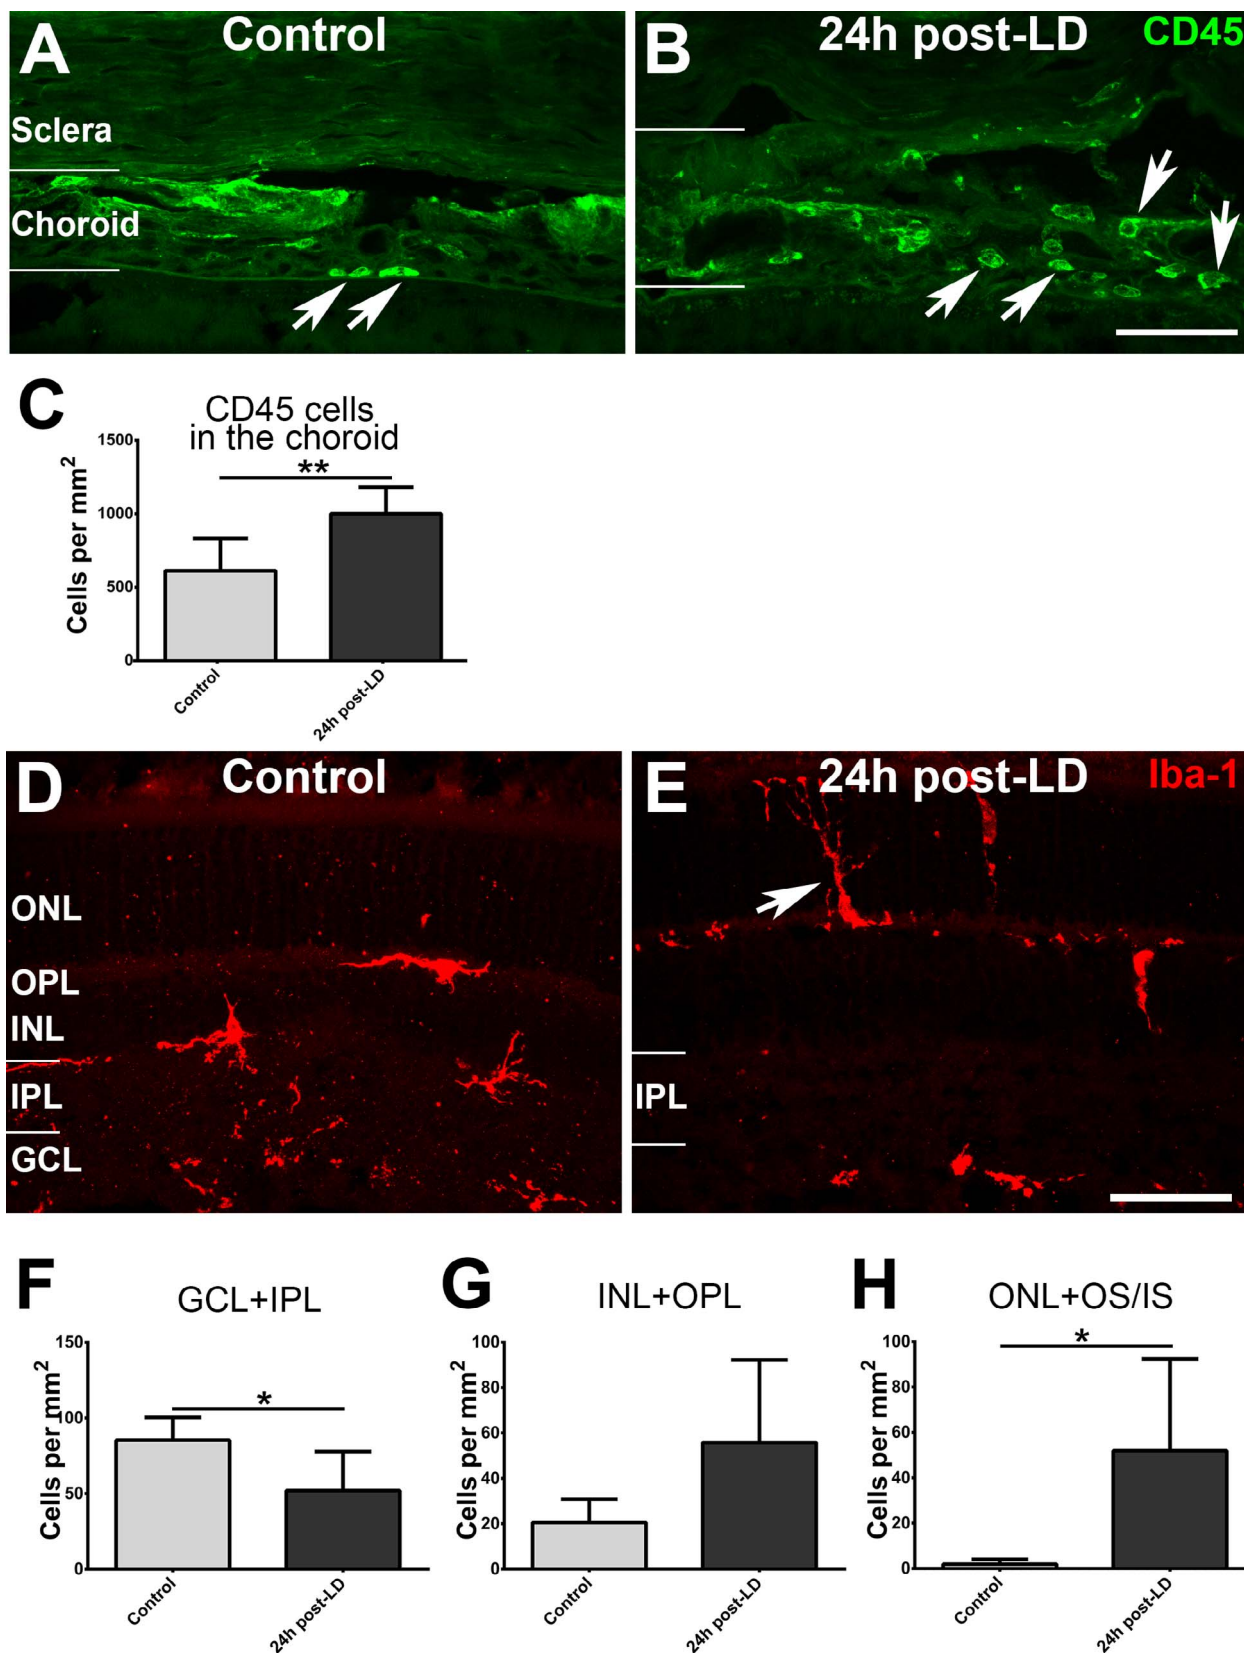 A
Control
Sclera
Choroid
B
24h post-LD
CD45
C
CD45 cells
in the choroid
**
Cells per mm²
1500
1000
500
0
Control
24h post-LD
D
Control
ONL
OPL
INL
IPL
GCL
E
24h post-LD
Iba-1
IPL
F
GCL+IPL
*
Cells per mm²
150
100
50
0
Control
24h post-LD
G
INL+OPL
Cells per mm²
100
80
60
40
20
0
Control
24h post-LD
H
ONL+OS/IS
*
Cells per mm²
100
80
60
40
20
0
Control
24h post-LD